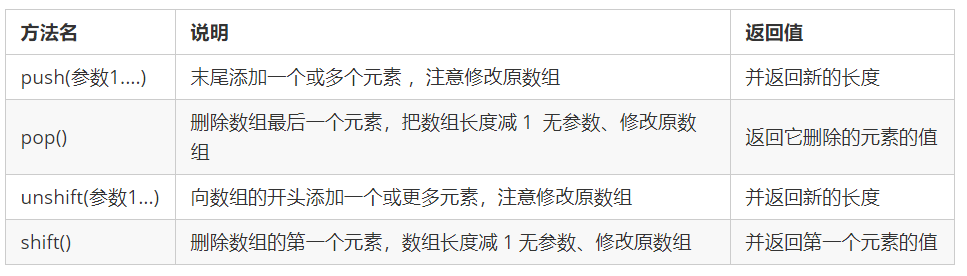 方法名 说明 返回值
push(参数1....) 末尾添加一个或多个元素 ，注意修改原数组 并返回新的长度
pop() 删除数组最后一个元素，把数组长度减 1 无参数、修改原数 返回它删除的元素的值
组
unshift(参数1...) 向数组的开头添加一个或更多元素，注意修改原数组 并返回新的长度
shift() 删除数组的第一个元素，数组长度减 1 无参数、修改原数组 并返回第一个元素的值